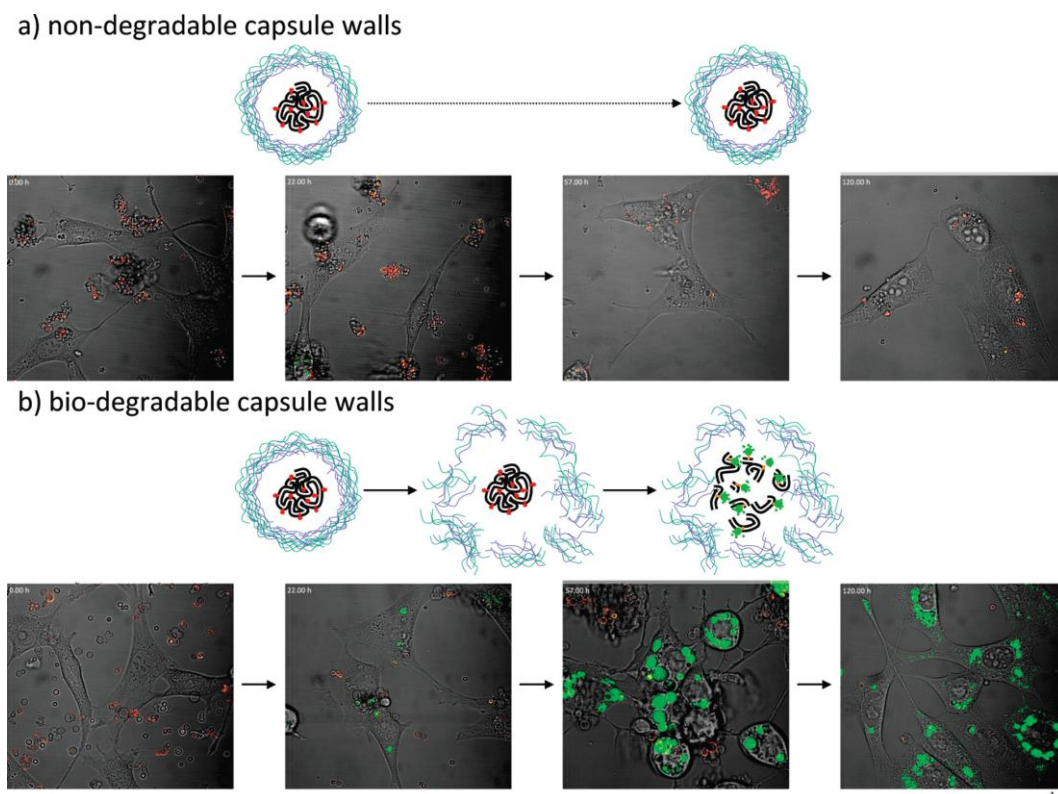 a) non-degradable capsule walls
0.00 h
22.00 h
57.00 h
120.00 h
b) bio-degradable capsule walls
0.00 h
22.00 h
57.00 h
120.00 h